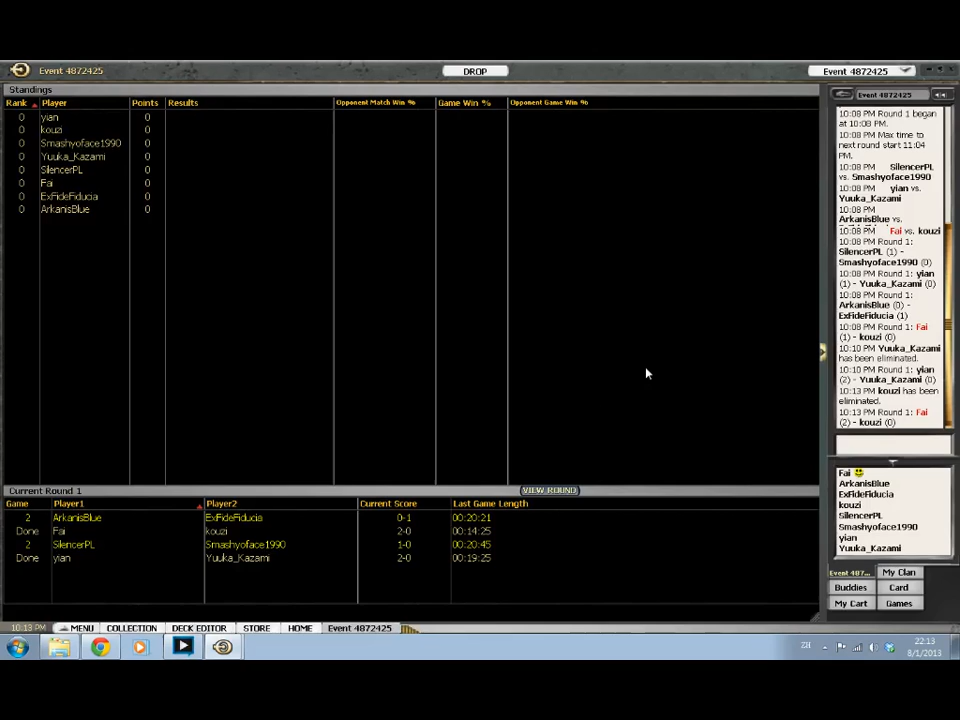 Event 4872425 DROP Event 4872425
Standings
Rank Player Points Results Opponent Match Win % Game Win % Opponent Game Win %
0 yian 0
0 kouzi 0
0 Smashyoface1990 0
0 Yuuka_Kazami 0
0 SilencerPL 0
0 Fai 0
0 ExFideFiducia 0
0 ArkanisBlue 0
Current Round 1 VIEW ROUND
Game Player1 Player2 Current Score Last Game Length
2 ArkanisBlue ExFideFiducia 0-1 00:20:21
Done Fai kouzi 2-0 00:14:25
2 SilencerPL Smashyoface1990 1-0 00:20:45
Done yian Yuuka_Kazami 2-0 00:19:25
Event 4872425
10:08 PM Round 1 began
at 10:08 PM.
10:08 PM Max time to
next round start 11:04
PM.
10:08 PM SilencerPL
vs. Smashyoface1990
10:08 PM yian vs.
Yuuka_Kazami
10:08 PM
ArkanisBlue vs.
10:08 PM Fai vs. kouzi
10:08 PM Round 1:
SilencerPL (1) -
Smashyoface1990 (0)
10:08 PM Round 1: yian
(1) - Yuuka_Kazami (0)
10:08 PM Round 1:
ArkanisBlue (0) -
ExFideFiducia (1)
10:08 PM Round 1: Fai
(1) - kouzi (0)
10:10 PM Yuuka_Kazami
has been eliminated.
10:10 PM Round 1: yian
(2) - Yuuka_Kazami (0)
10:13 PM kouzi has been
eliminated.
10:13 PM Round 1: Fai
(2) - kouzi (0)
Fai
ArkanisBlue
ExFideFiducia
kouzi
SilencerPL
Smashyoface1990
yian
Yuuka_Kazami
Event 487... My Clan
Buddies Card
My Cart Games
10:13 PM MENU COLLECTION DECK EDITOR STORE HOME Event 4872425
ZH 22:13
8/1/2013